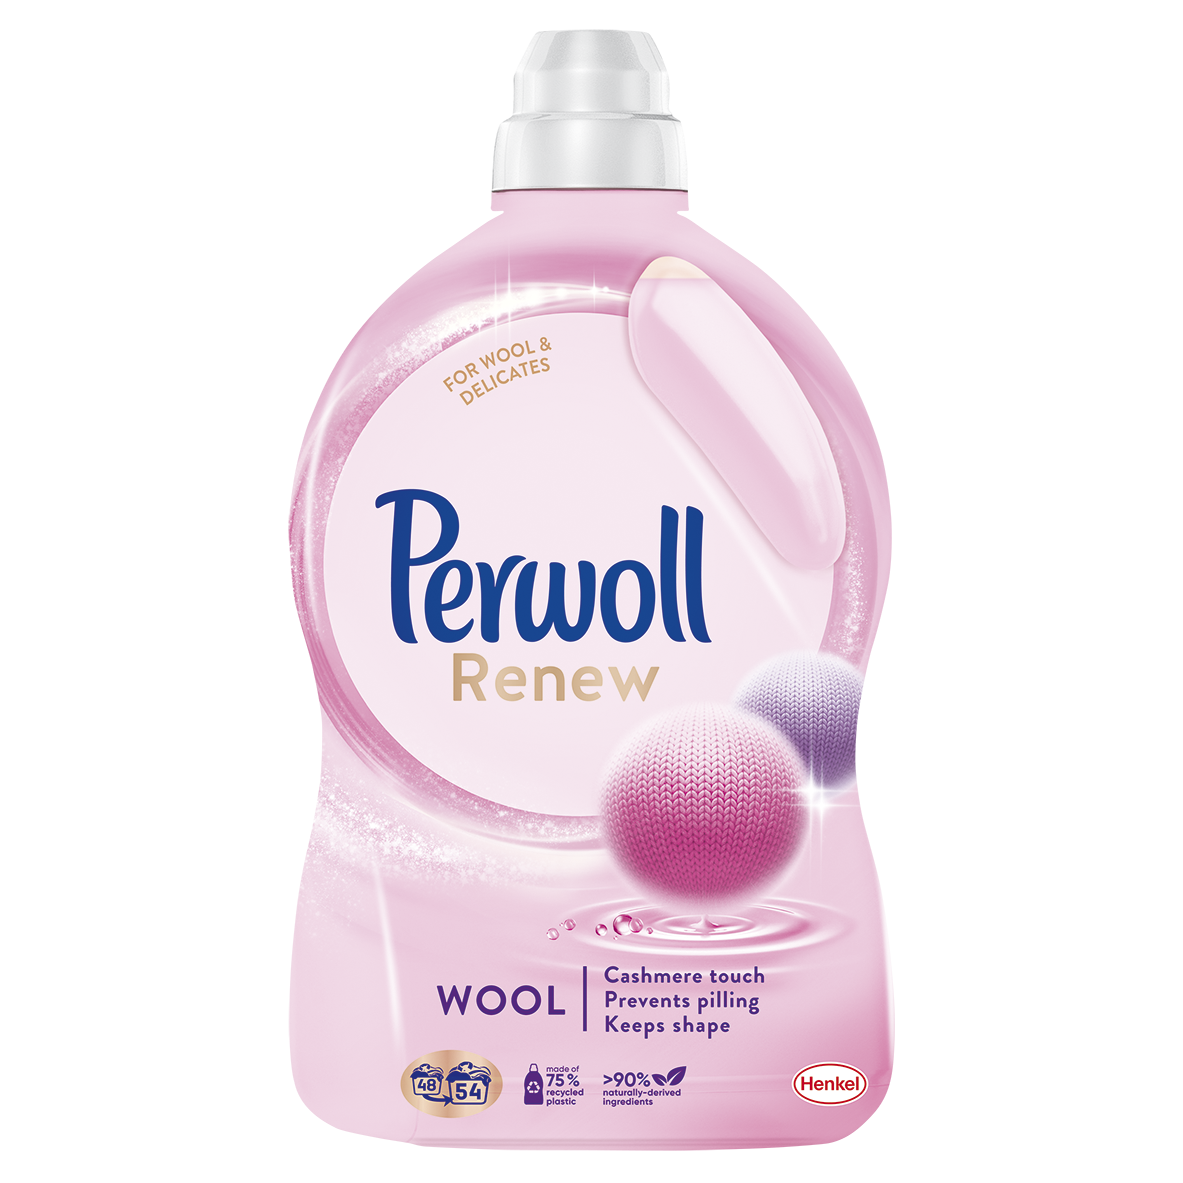 FOR WOOL &
DELICATES
Perwoll
Renew
WOOL
Cashmere touch
Prevents pilling
Keeps shape
48
54
made of
75%
recycled
plastic
>90%
naturally-derived
ingredients
Henkel